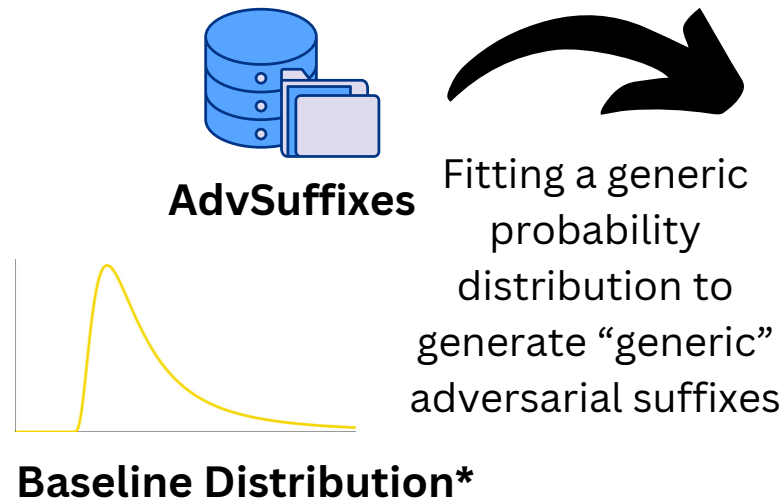 AdvSuffixes
Fitting a generic
probability
distribution to
generate “generic”
adversarial suffixes
Baseline Distribution*